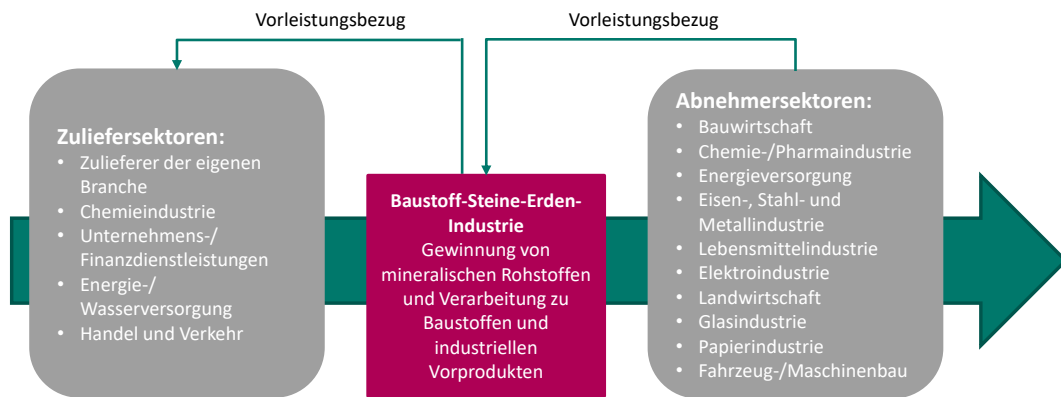 Vorleistungsbezug
Vorleistungsbezug
Zuliefersektoren:
• Zulieferer der eigenen
Branche
• Chemieindustrie
• Unternehmens-/
Finanzdienstleistungen
• Energie-/
Wasserversorgung
• Handel und Verkehr
Baustoff-Steine-Erden-
Industrie
Gewinnung von
mineralischen Rohstoffen
und Verarbeitung zu
Baustoffen und
industriellen
Vorprodukten
Abnehmersektoren:
• Bauwirtschaft
• Chemie-/Pharmaindustrie
• Energieversorgung
• Eisen-, Stahl- und
Metallindustrie
• Lebensmittelindustrie
• Elektroindustrie
• Landwirtschaft
• Glasindustrie
• Papierindustrie
• Fahrzeug-/Maschinenbau